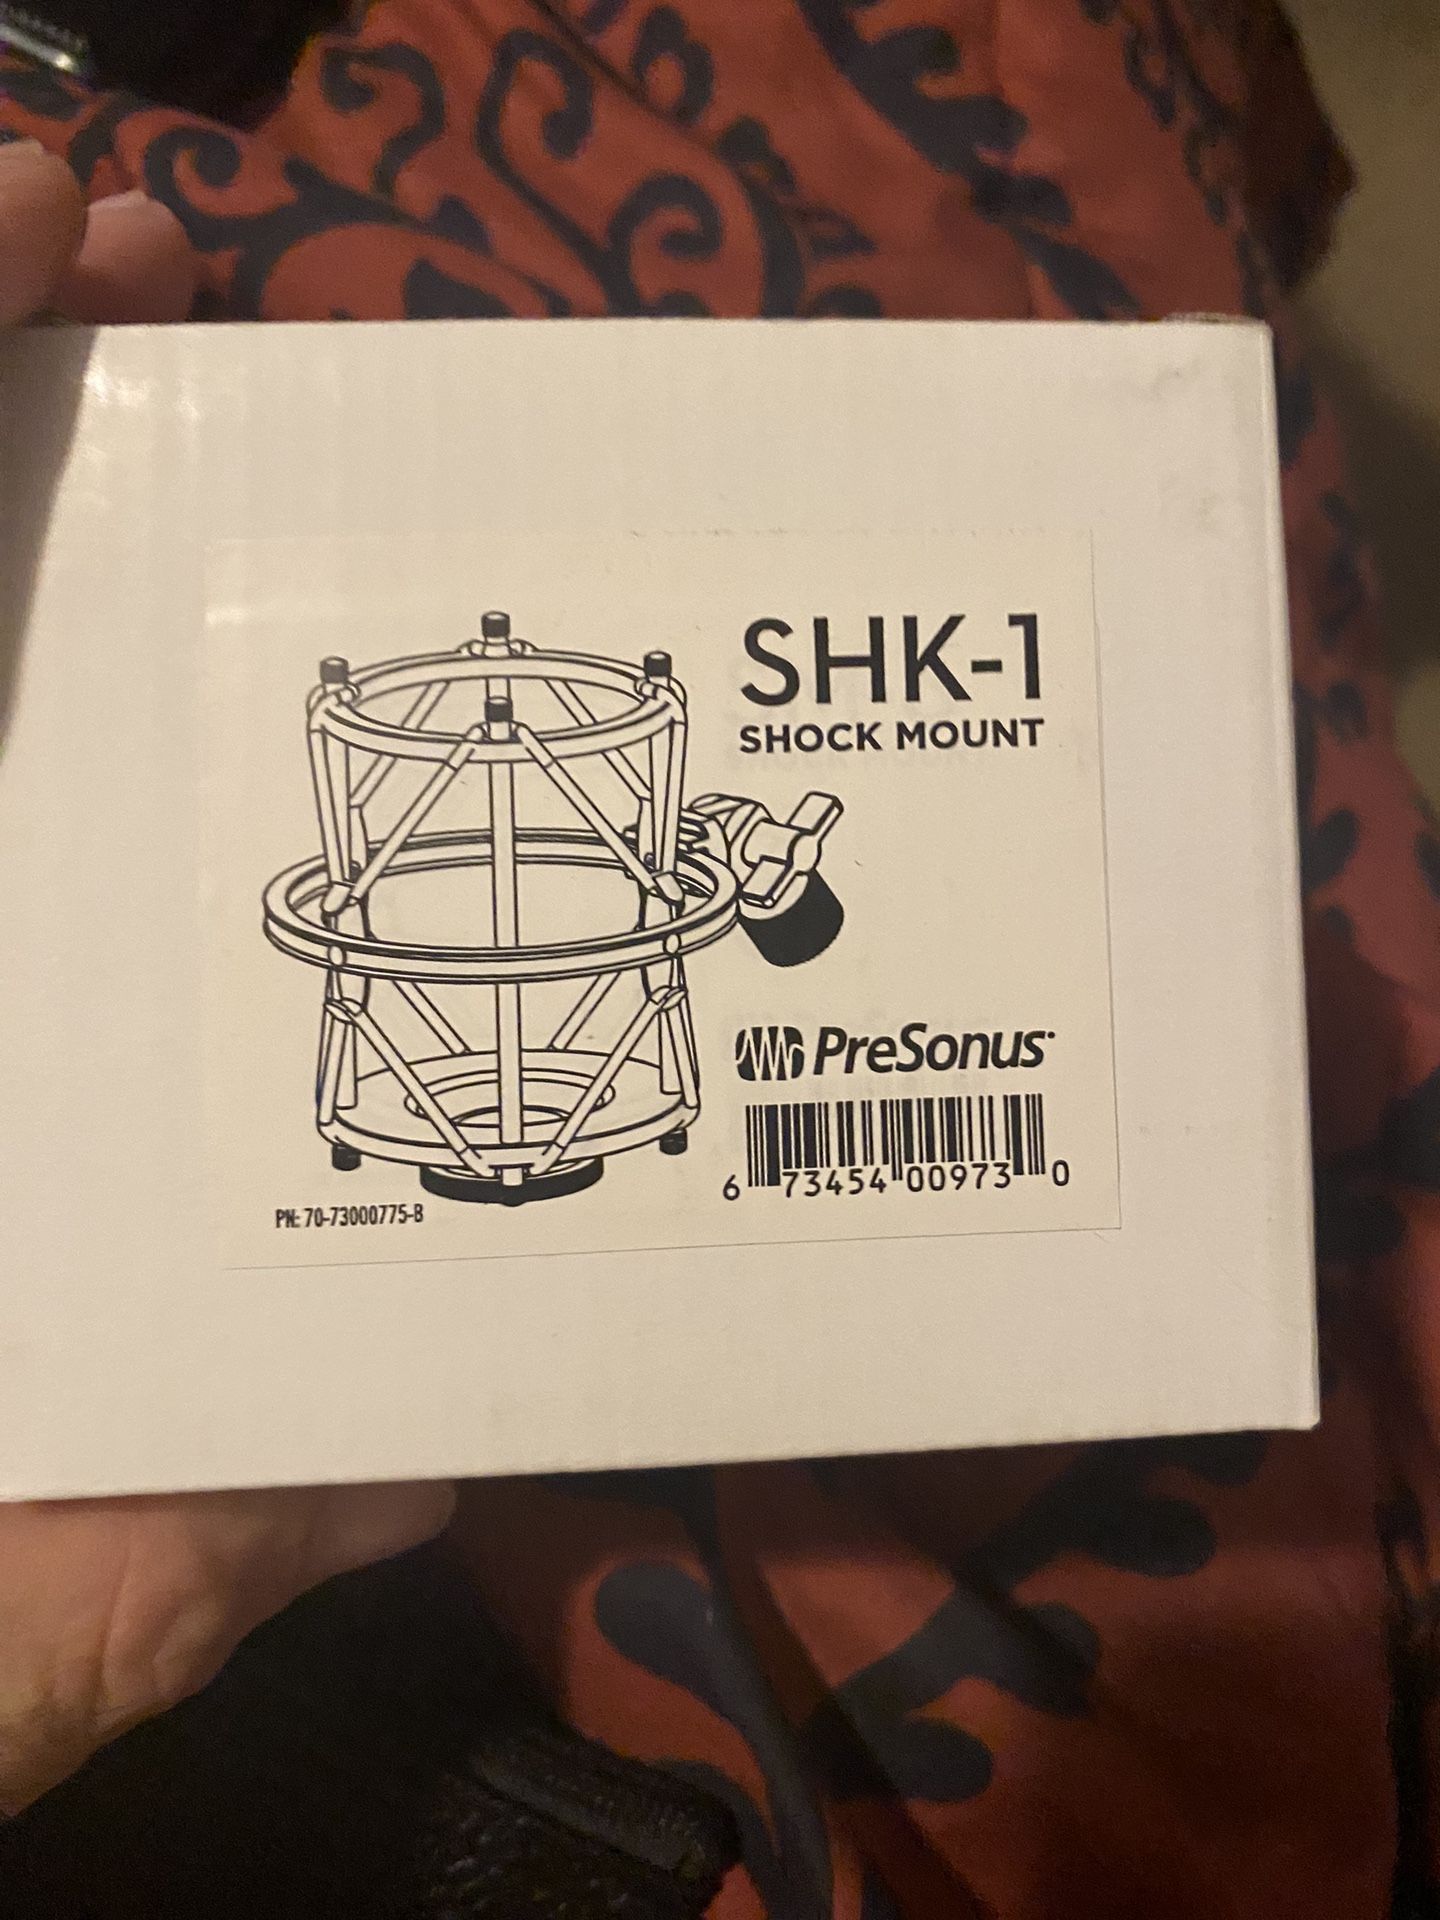 SHK-1
SHOCK MOUNT
PreSonus
6 73454 00973 0
PN: 70-73000775-B